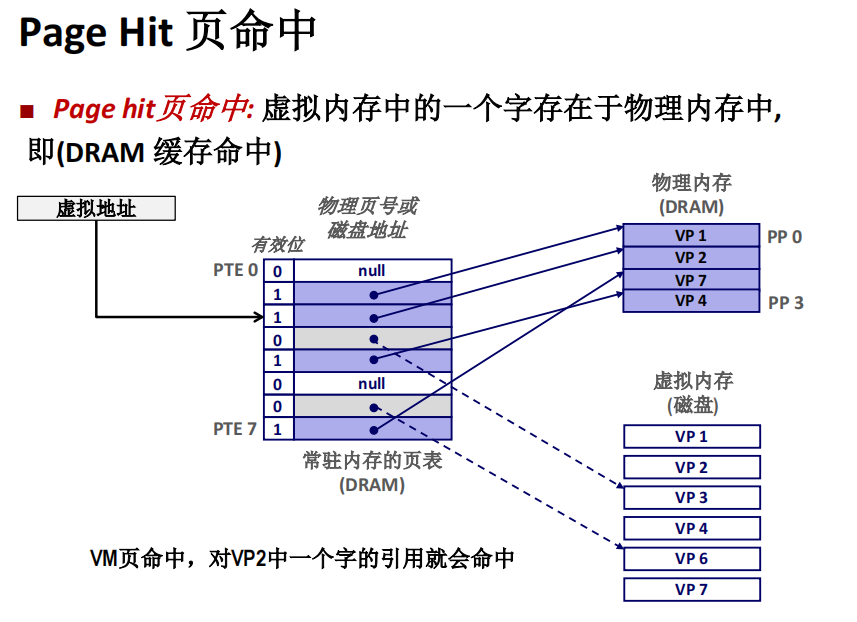 Page Hit 页命中
■ Page hit页命中: 虚拟内存中的一个字存在于物理内存中,
即(DRAM 缓存命中)
虚拟地址
物理页号或
磁盘地址
有效位
PTE 0
0 null
1
1
0
1
0 null
0
PTE 7
1
常驻内存的页表
(DRAM)
物理内存
(DRAM)
VP 1
PP 0
VP 2
VP 7
VP 4
PP 3
虚拟内存
(磁盘)
VP 1
VP 2
VP 3
VP 4
VP 6
VP 7
VM页命中，对VP2中一个字的引用就会命中